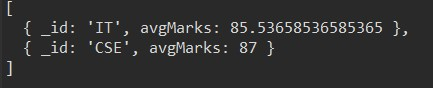 [
  { _id: 'IT', avgMarks: 85.53658536585365 },
  { _id: 'CSE', avgMarks: 87 }
]